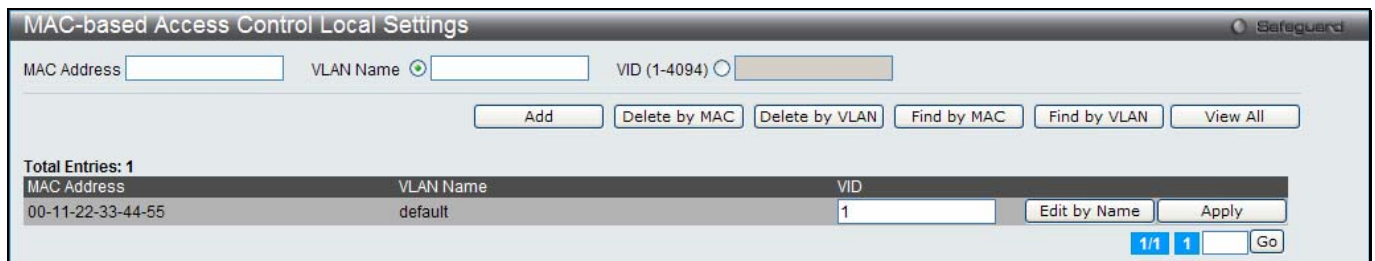 MAC-based Access Control Local Settings Safeguard
MAC Address VLAN Name VID (1-4094)
Add Delete by MAC Delete by VLAN Find by MAC Find by VLAN View All
Total Entries: 1
MAC Address VLAN Name VID
00-11-22-33-44-55 default 1 Edit by Name Apply
1/1 1 Go